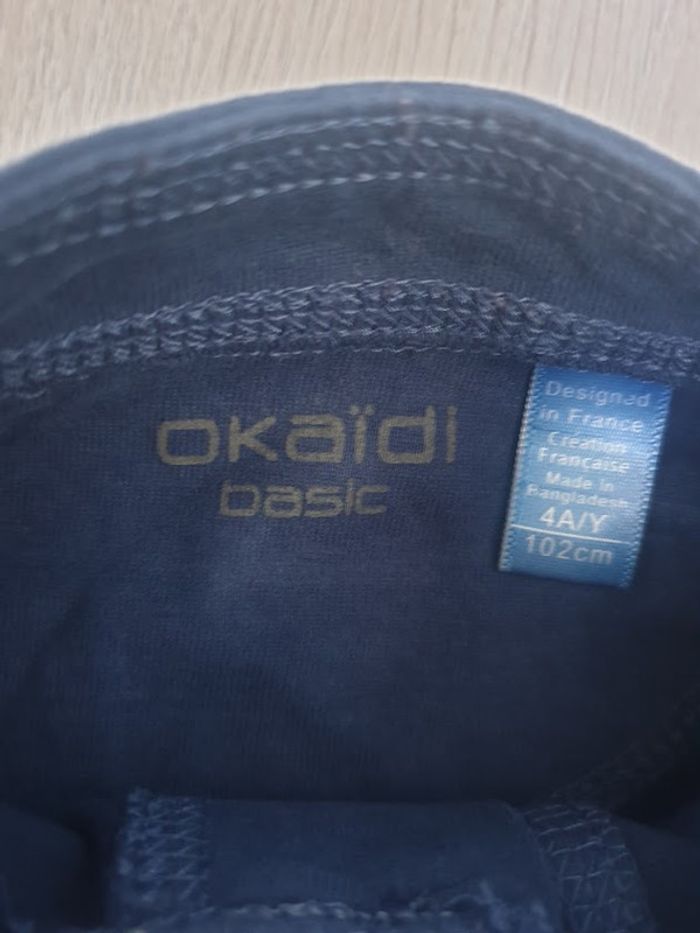 okaïdi
basic
Designed
in France
Création
Française
Made in
Bangladesh
4A/Y
102cm